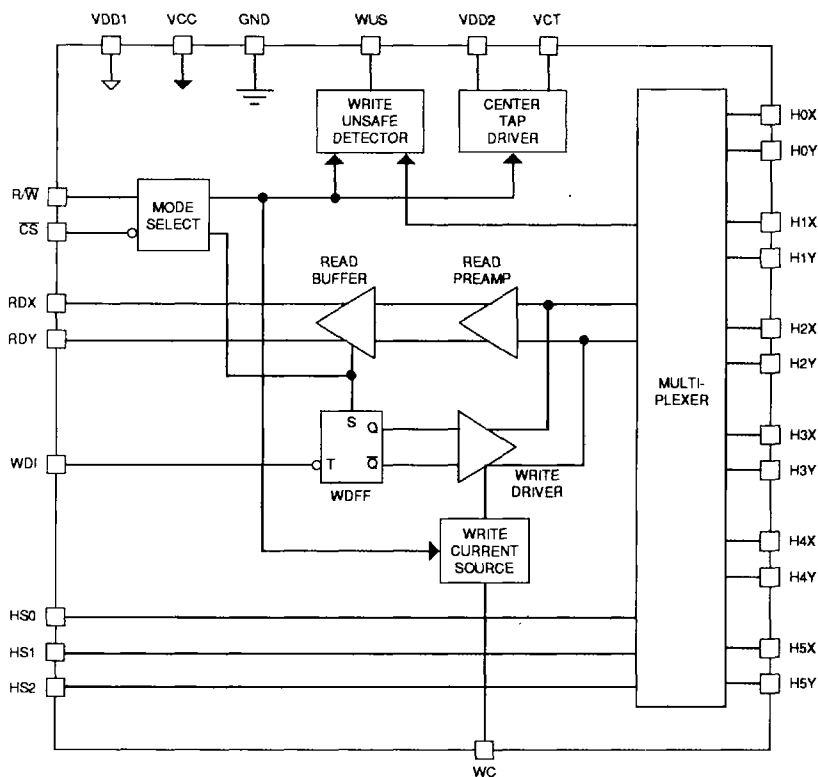 VDD1 VCC GND WUS VDD2 VCT
WRITE
UNSAFE
DETECTOR
CENTER
TAP
DRIVER
H0X
H0Y
R/W̅
C̅S̅
MODE
SELECT
H1X
H1Y
READ
BUFFER
READ
PREAMP
RDX
RDY
H2X
H2Y
MULTI-
PLEXER
S
Q
T
Q̅
WDFF
WDI
WRITE
DRIVER
H3X
H3Y
WRITE
CURRENT
SOURCE
H4X
H4Y
HS0
HS1
HS2
H5X
H5Y
WC